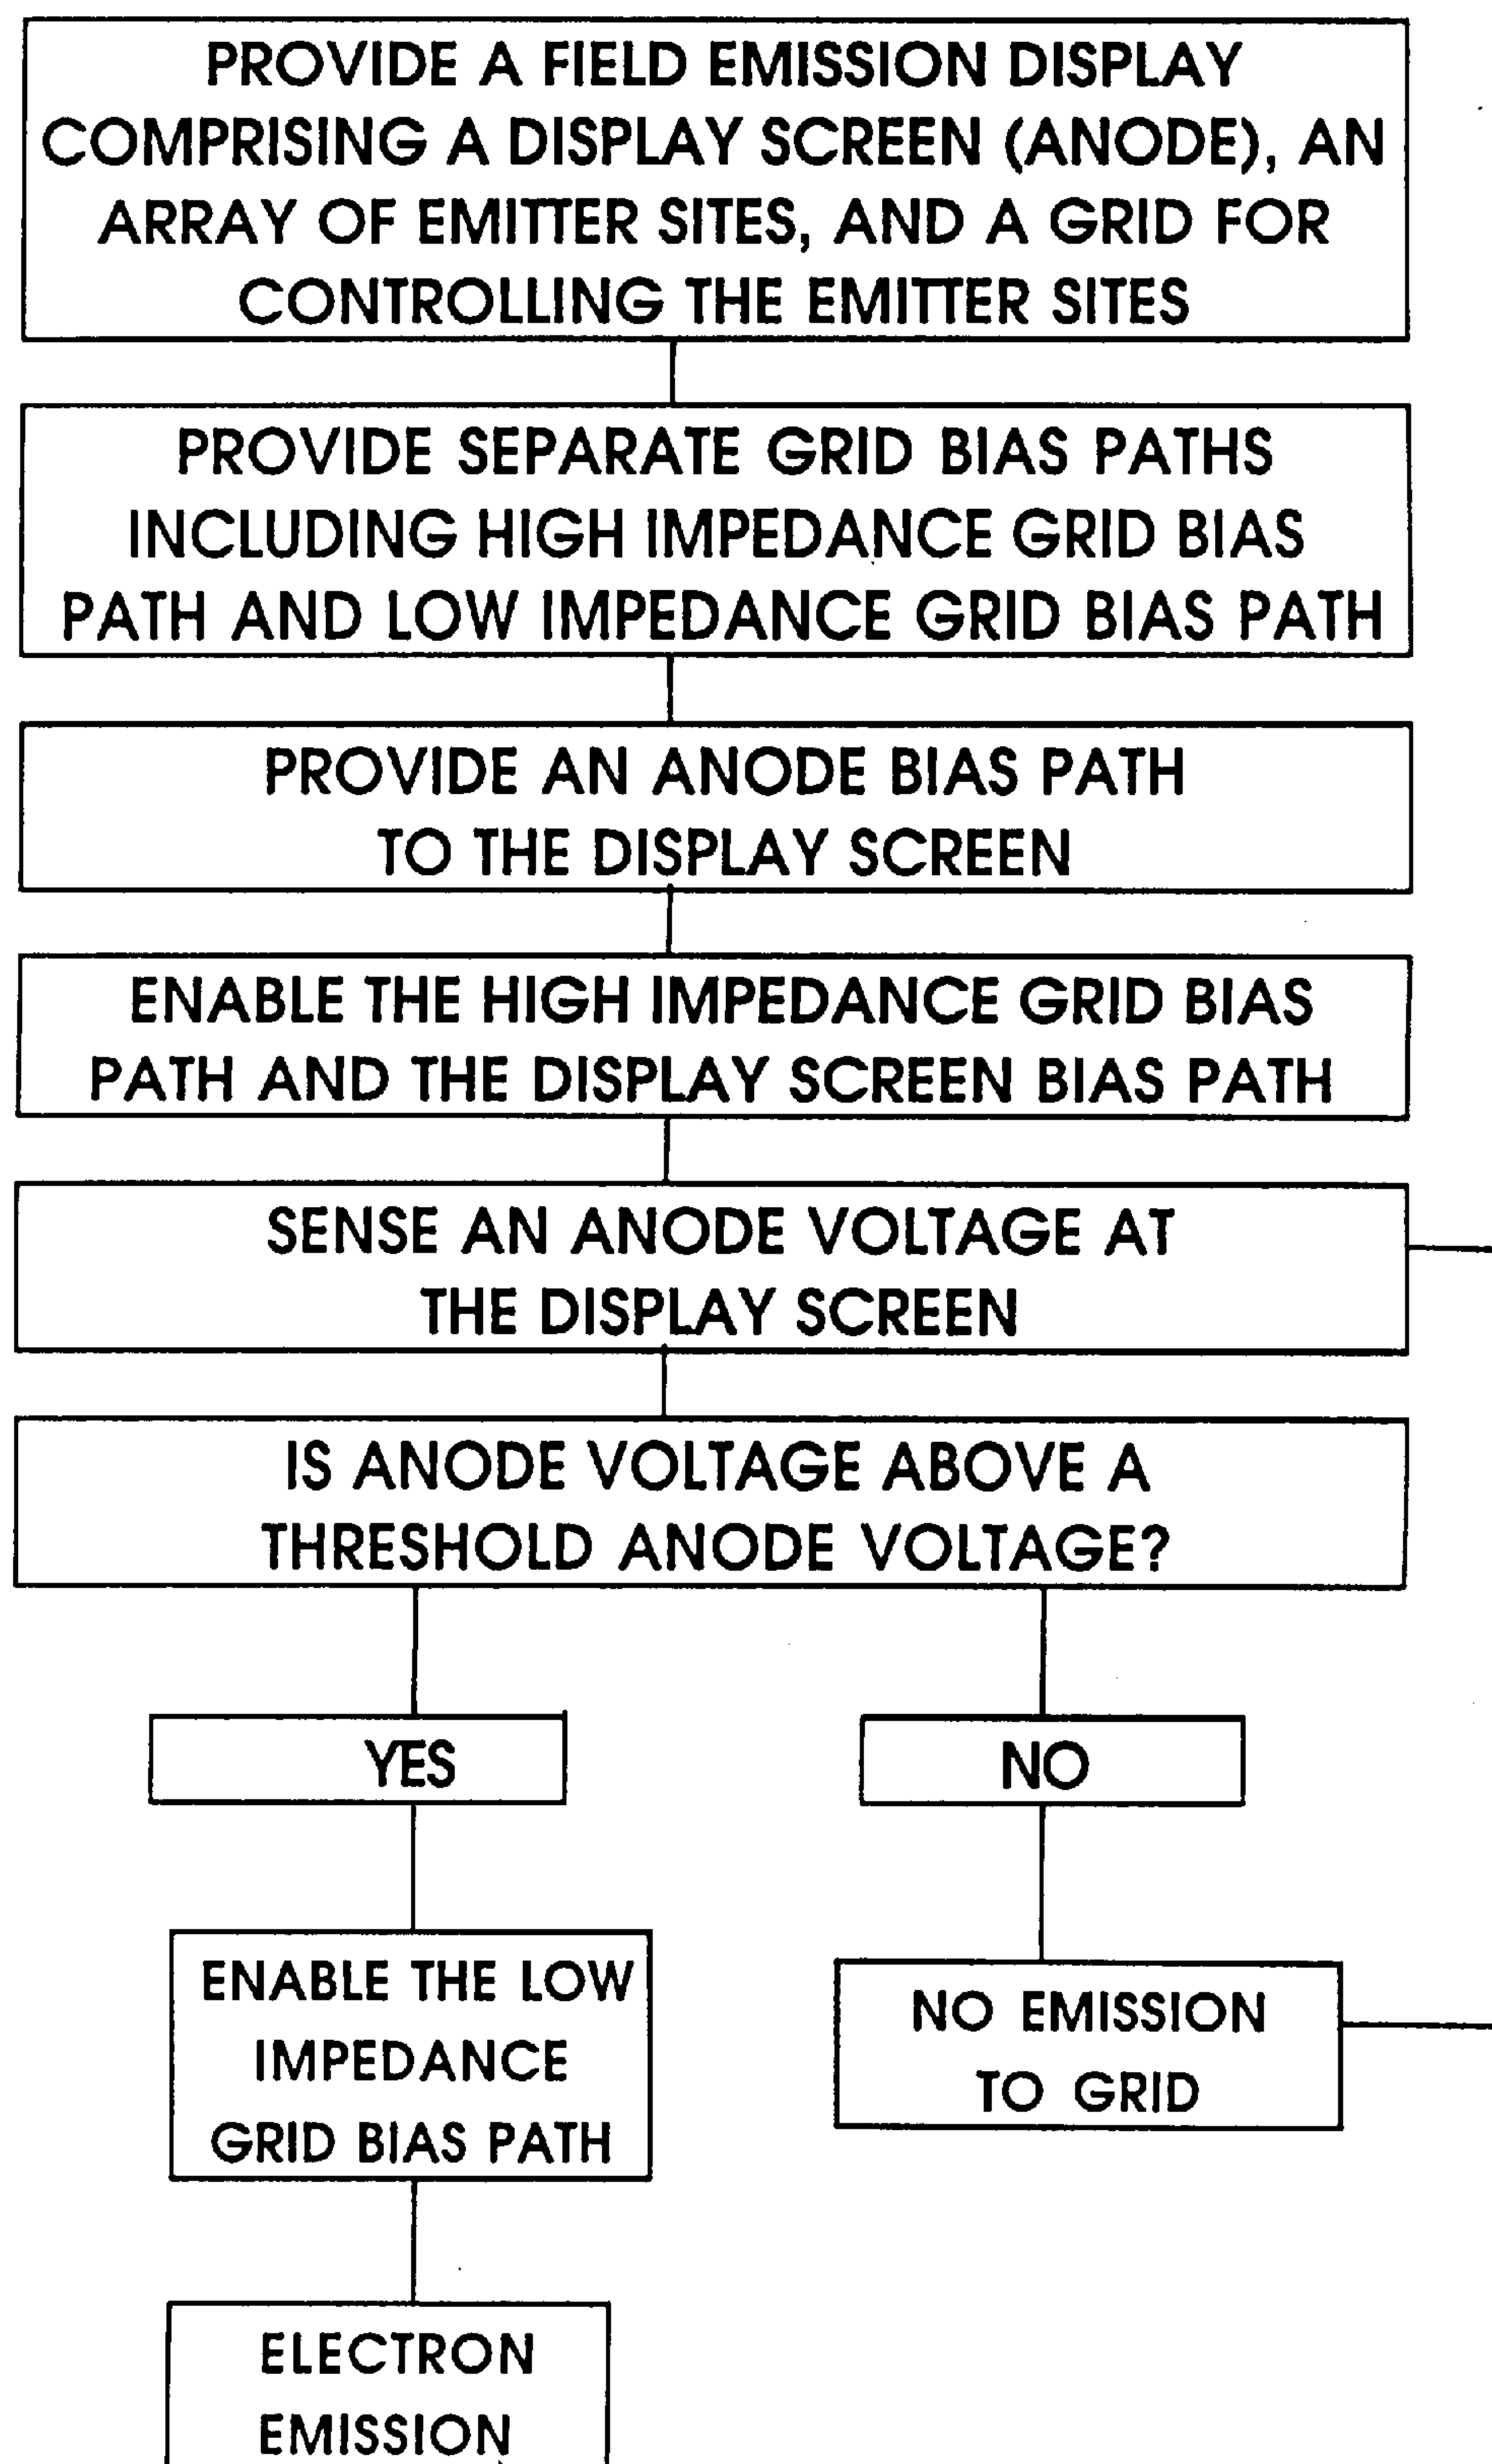 PROVIDE A FIELD EMISSION DISPLAY
COMPRISING A DISPLAY SCREEN (ANODE), AN
ARRAY OF EMITTER SITES, AND A GRID FOR
CONTROLLING THE EMITTER SITES
PROVIDE SEPARATE GRID BIAS PATHS
INCLUDING HIGH IMPEDANCE GRID BIAS
PATH AND LOW IMPEDANCE GRID BIAS PATH
PROVIDE AN ANODE BIAS PATH
TO THE DISPLAY SCREEN
ENABLE THE HIGH IMPEDANCE GRID BIAS
PATH AND THE DISPLAY SCREEN BIAS PATH
SENSE AN ANODE VOLTAGE AT
THE DISPLAY SCREEN
IS ANODE VOLTAGE ABOVE A
THRESHOLD ANODE VOLTAGE?
YES
NO
ENABLE THE LOW
IMPEDANCE
GRID BIAS PATH
NO EMISSION
TO GRID
ELECTRON
EMISSION